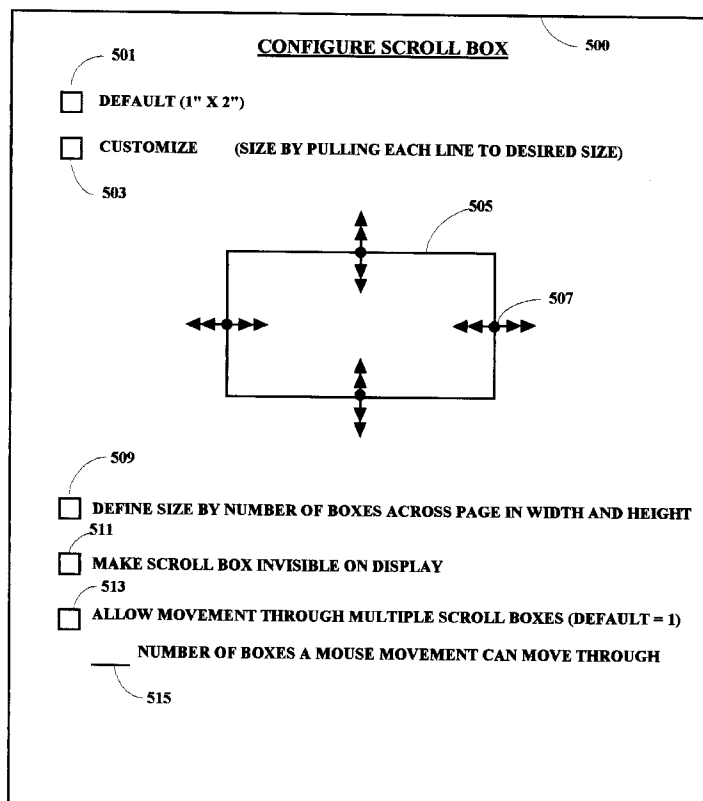 500
CONFIGURE SCROLL BOX
501
DEFAULT (1" X 2")
CUSTOMIZE (SIZE BY PULLING EACH LINE TO DESIRED SIZE)
503
505
507
509
DEFINE SIZE BY NUMBER OF BOXES ACROSS PAGE IN WIDTH AND HEIGHT
511
MAKE SCROLL BOX INVISIBLE ON DISPLAY
513
ALLOW MOVEMENT THROUGH MULTIPLE SCROLL BOXES (DEFAULT = 1)
NUMBER OF BOXES A MOUSE MOVEMENT CAN MOVE THROUGH
515